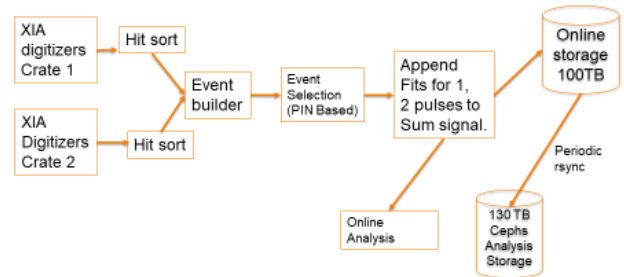 XIA
digitizers
Crate 1
Hit sort
XIA
Digitizers
Crate 2
Hit sort
Event
builder
Event
Selection
(PIN Based)
Append
Fits for 1,
2 pulses to
Sum signal.
Online
storage
100TB
Periodic
rsync
Online
Analysis
130 TB
Cephs
Analysis
Storage